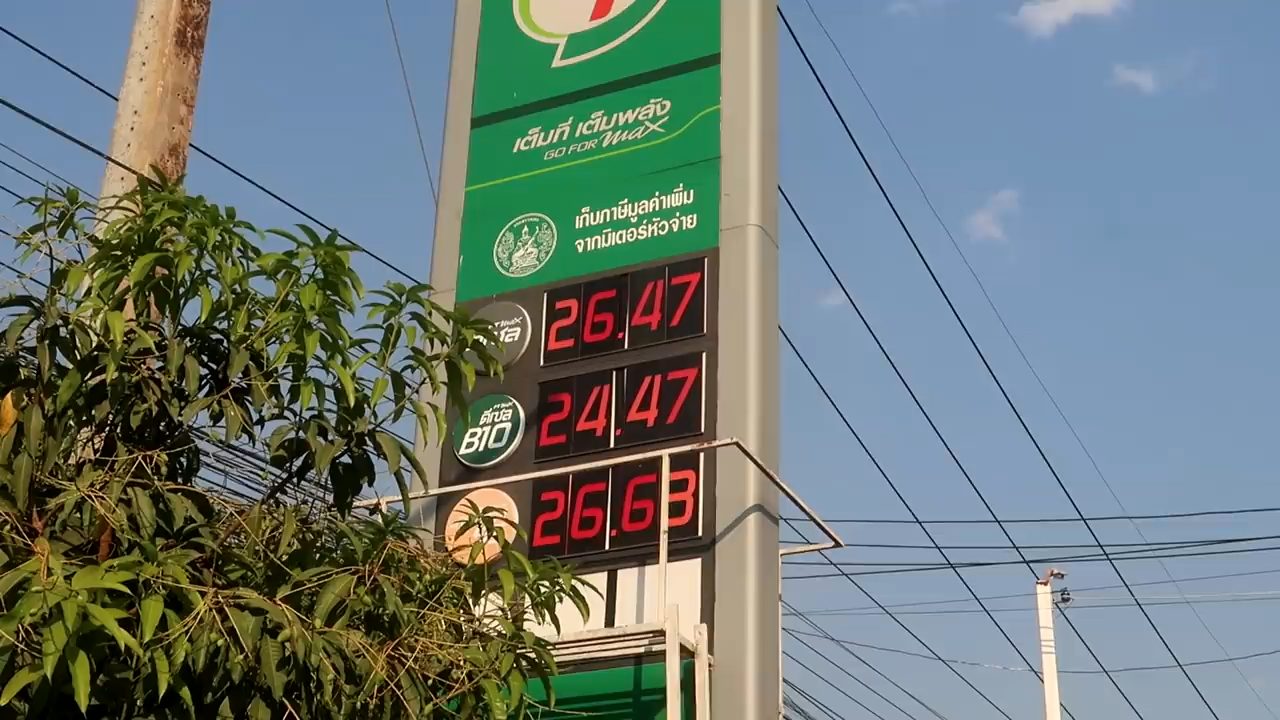 เต็มที่ เต็มพลัง
GO FOR max
เก็บภาษีมูลค่าเพิ่ม
จากมิเตอร์หัวจ่าย
26.47
ดีเซล
B10
24.47
26.63